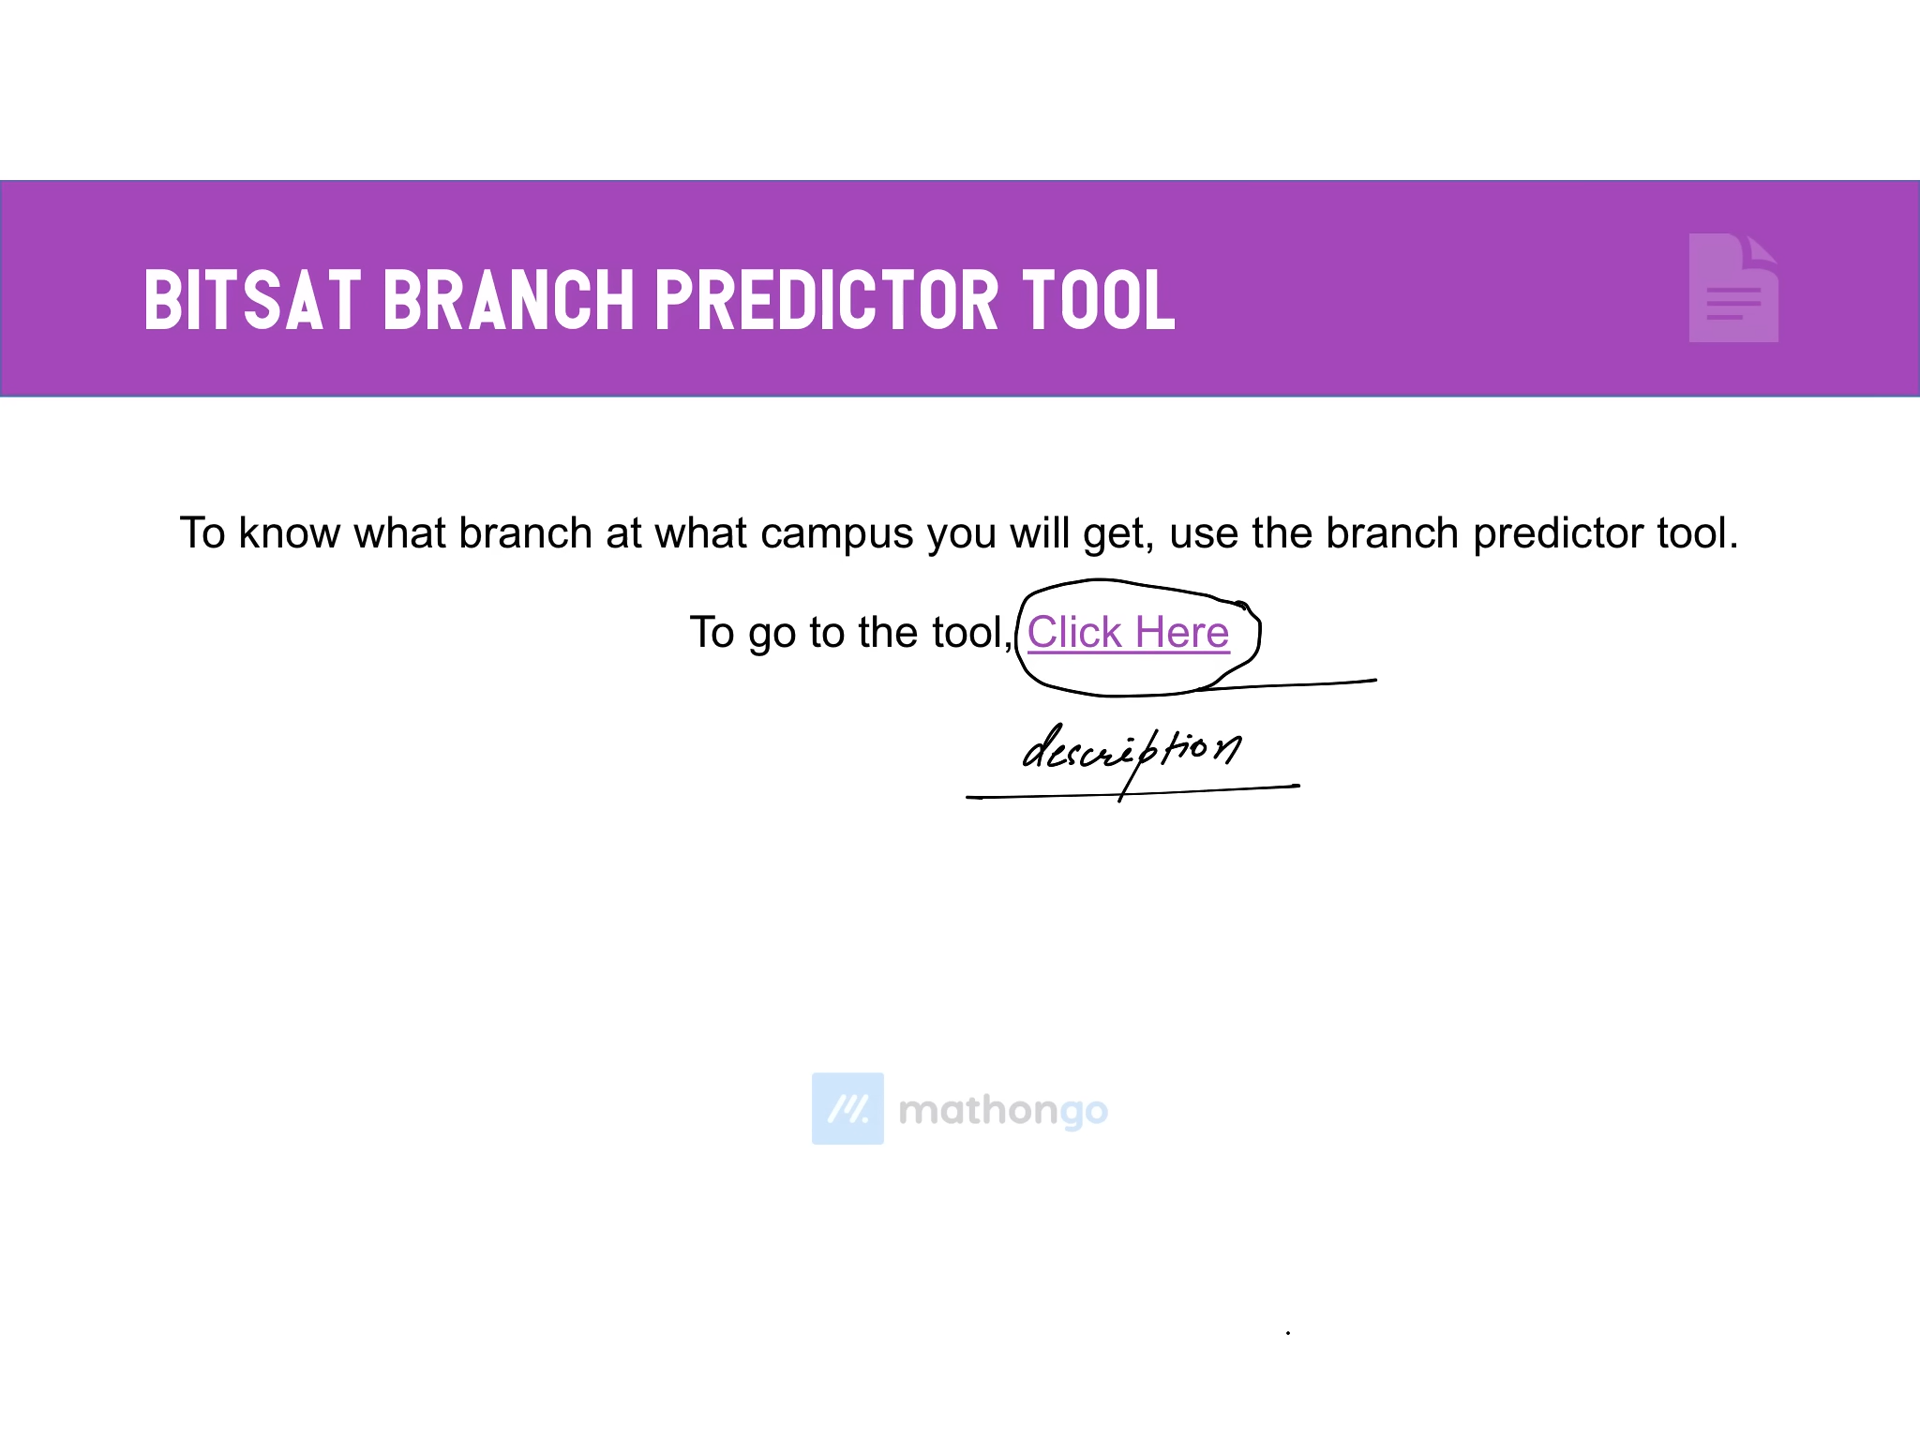 BITSAT BRANCH PREDICTOR TOOL
To know what branch at what campus you will get, use the branch predictor tool.
To go to the tool, Click Here
description
mathongo